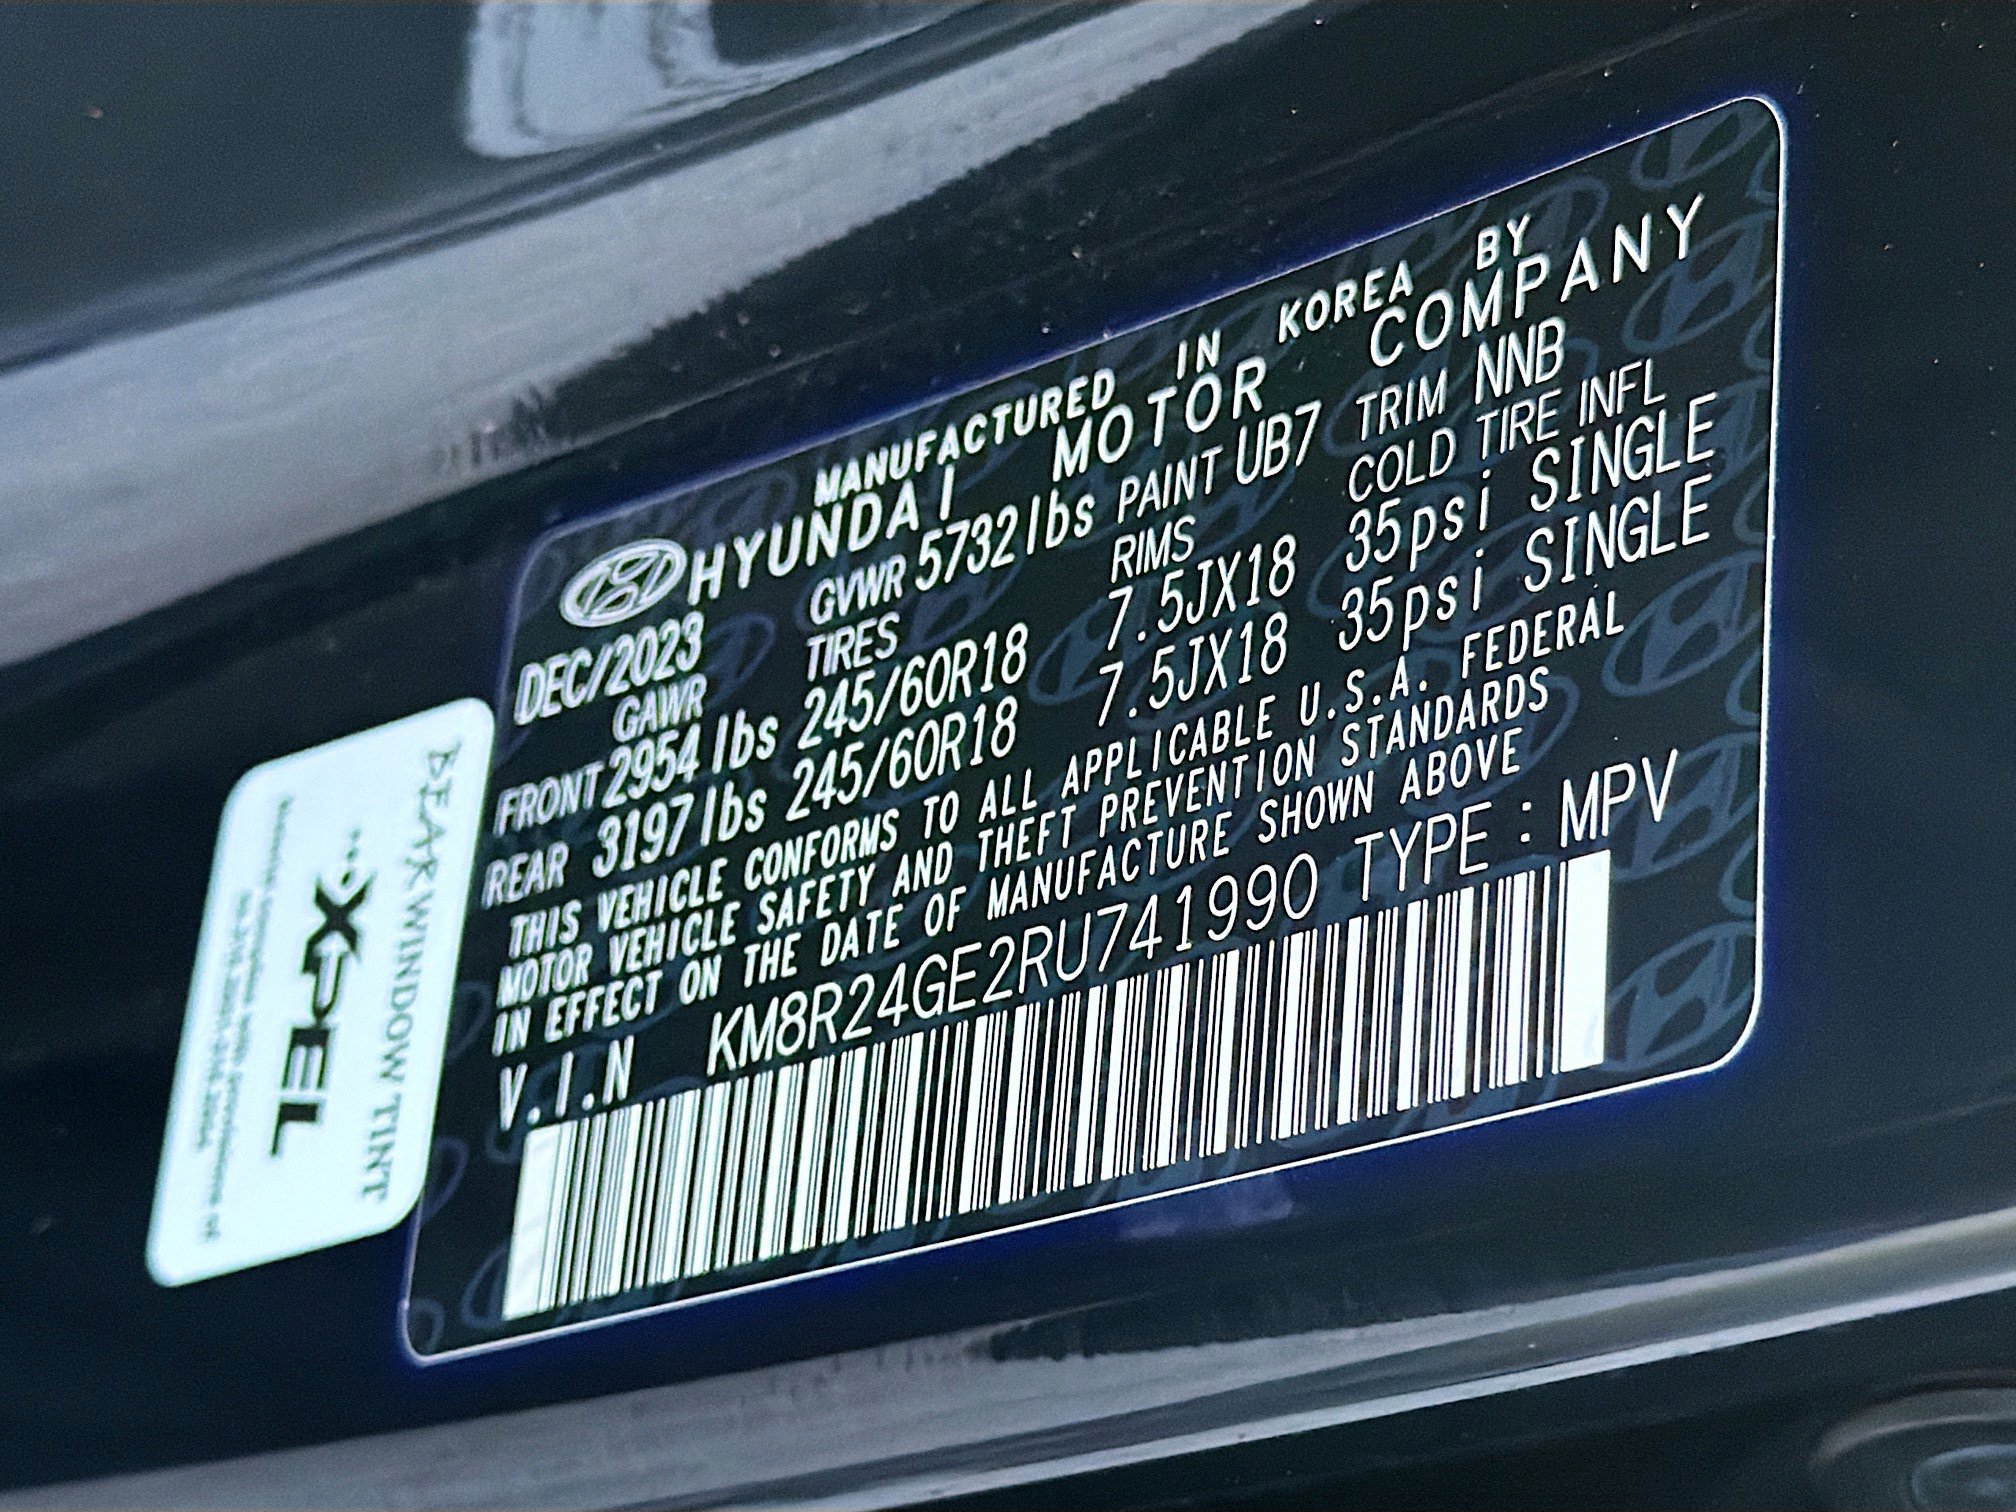 MANUFACTURED IN KOREA BY
HYUNDAI MOTOR COMPANY
DEC/2023 GVWR 5732lbs PAINT UB7 TRIM NNB
GAWR TIRES RIMS COLD TIRE INFL
FRONT 2954lbs 245/60R18 7.5JX18 35psi SINGLE
REAR 3197lbs 245/60R18 7.5JX18 35psi SINGLE
THIS VEHICLE CONFORMS TO ALL APPLICABLE U.S.A. FEDERAL
MOTOR VEHICLE SAFETY AND THEFT PREVENTION STANDARDS
IN EFFECT ON THE DATE OF MANUFACTURE SHOWN ABOVE
V.I.N KM8R24GE2RU741990 TYPE : MPV
WINDOW TINT
XPEL